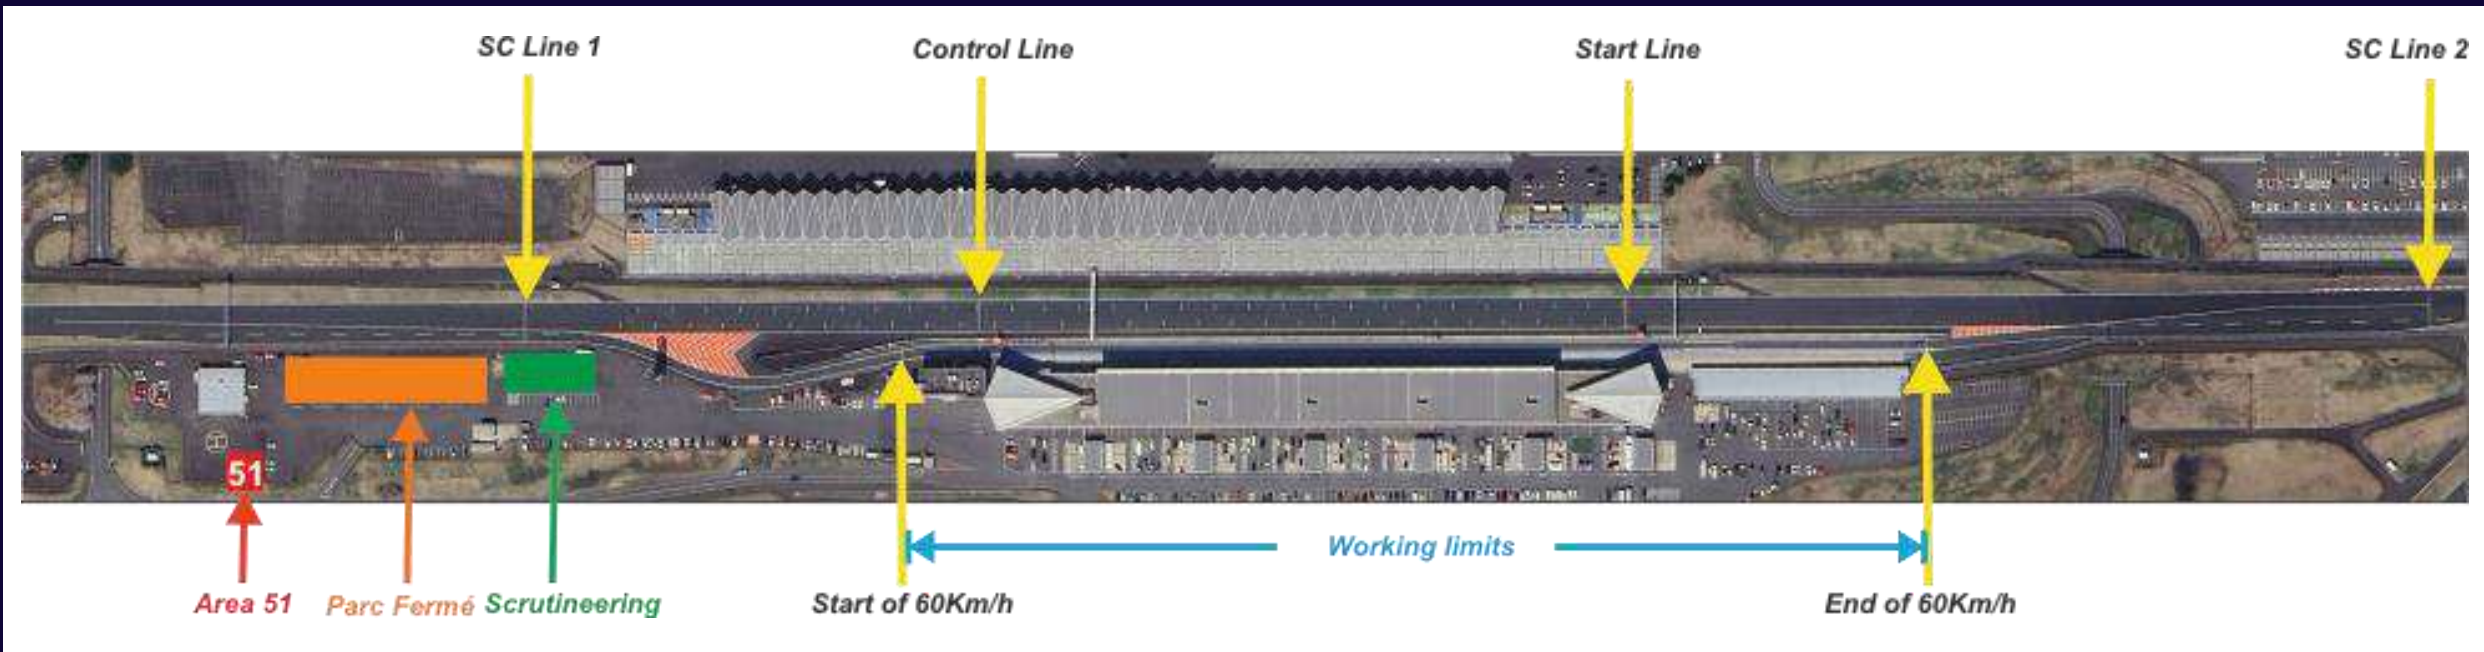 SC Line 1
Control Line
Start Line
SC Line 2
51
Working limits
Area 51
Parc Fermé
Scrutineering
Start of 60Km/h
End of 60Km/h